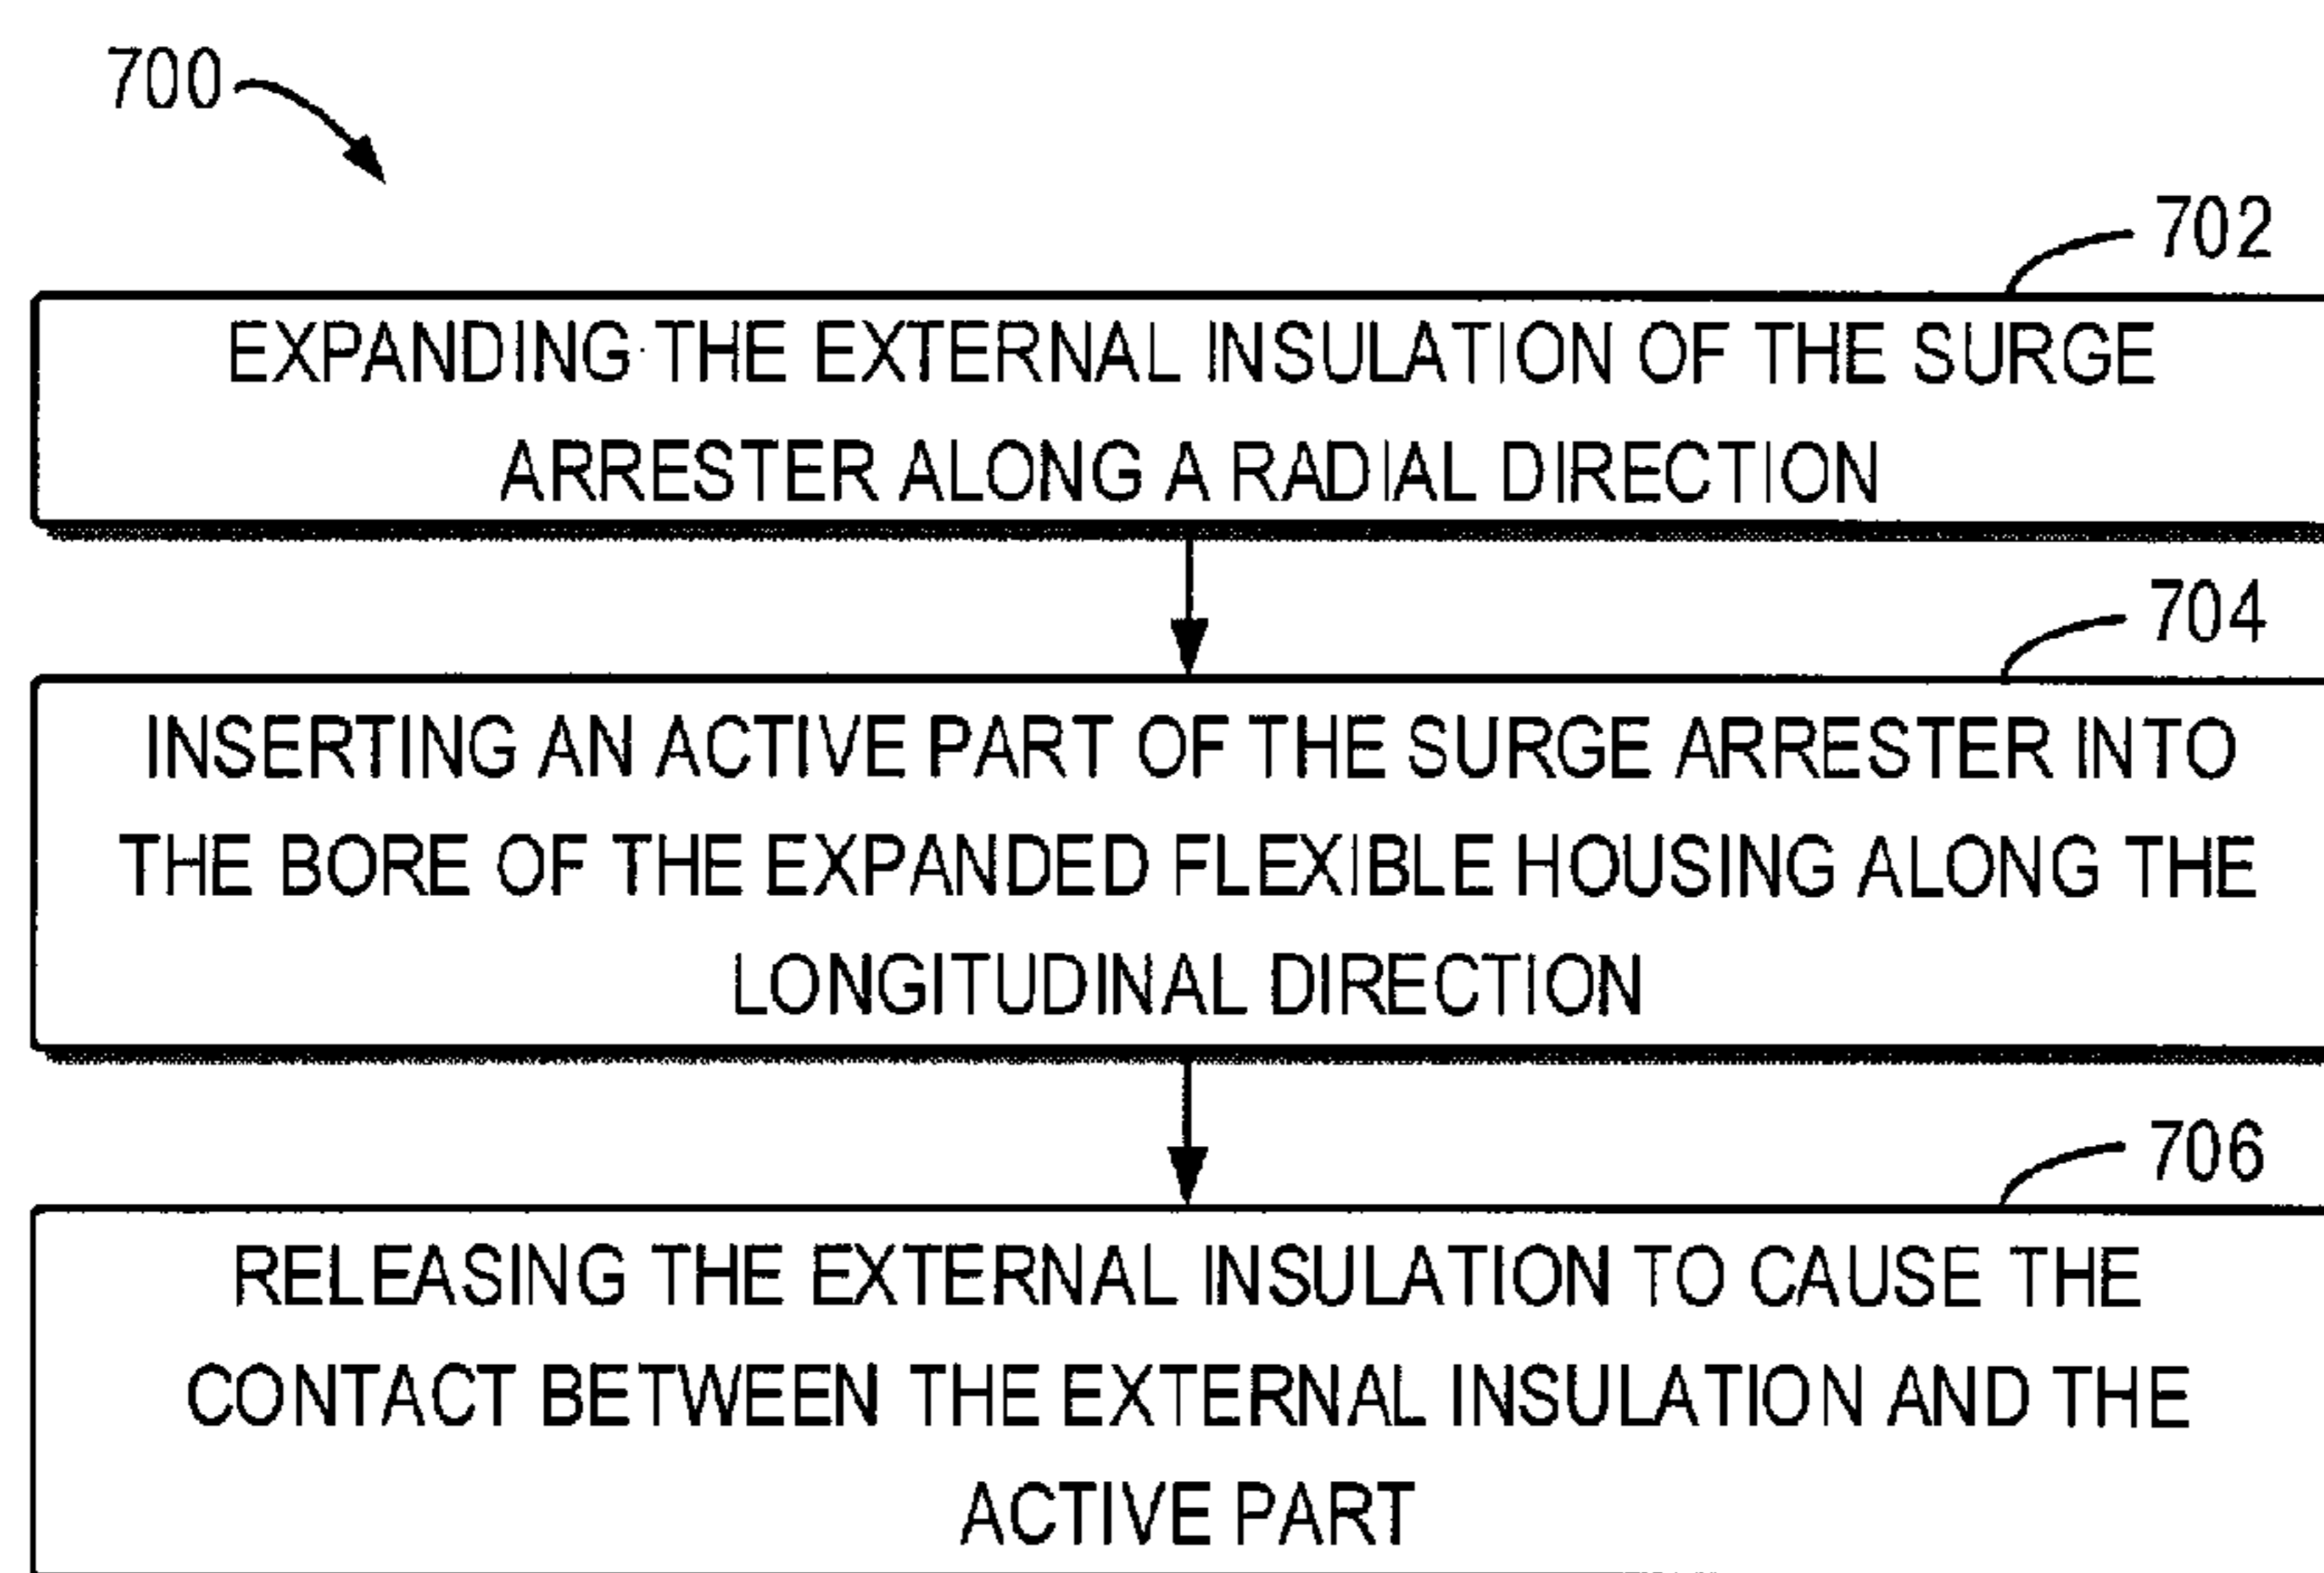 700
702
EXPANDING THE EXTERNAL INSULATION OF THE SURGE
ARRESTER ALONG A RADIAL DIRECTION
704
INSERTING AN ACTIVE PART OF THE SURGE ARRESTER INTO
THE BORE OF THE EXPANDED FLEXIBLE HOUSING ALONG THE
LONGITUDINAL DIRECTION
706
RELEASING THE EXTERNAL INSULATION TO CAUSE THE
CONTACT BETWEEN THE EXTERNAL INSULATION AND THE
ACTIVE PART